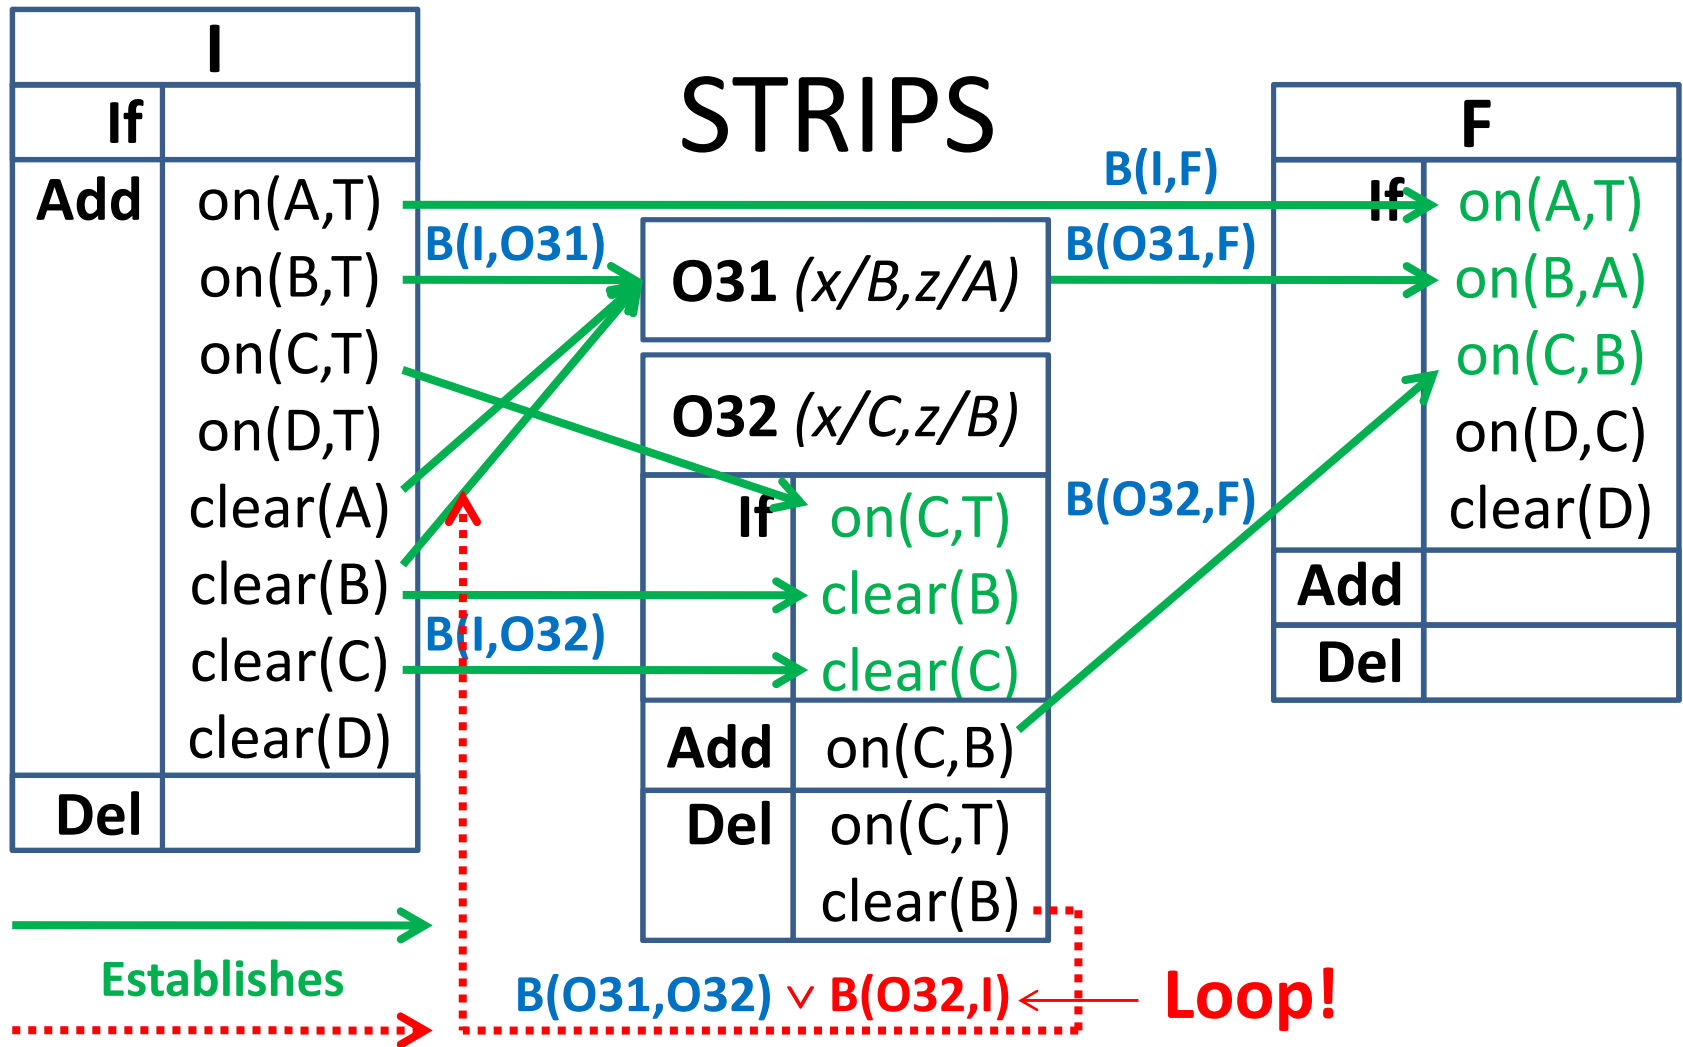 STRIPS
I
If
Add on(A,T)
on(B,T)
on(C,T)
on(D,T)
clear(A)
clear(B)
clear(C)
clear(D)
Del
B(I,O31)
B(I,O32)
O31 (x/B,z/A)
O32 (x/C,z/B)
If on(C,T)
clear(B)
clear(C)
Add on(C,B)
Del on(C,T)
clear(B)
B(I,F)
B(O31,F)
B(O32,F)
F
If on(A,T)
on(B,A)
on(C,B)
on(D,C)
clear(D)
Add
Del
Establishes
B(O31,O32) ∨ B(O32,I)
Loop!